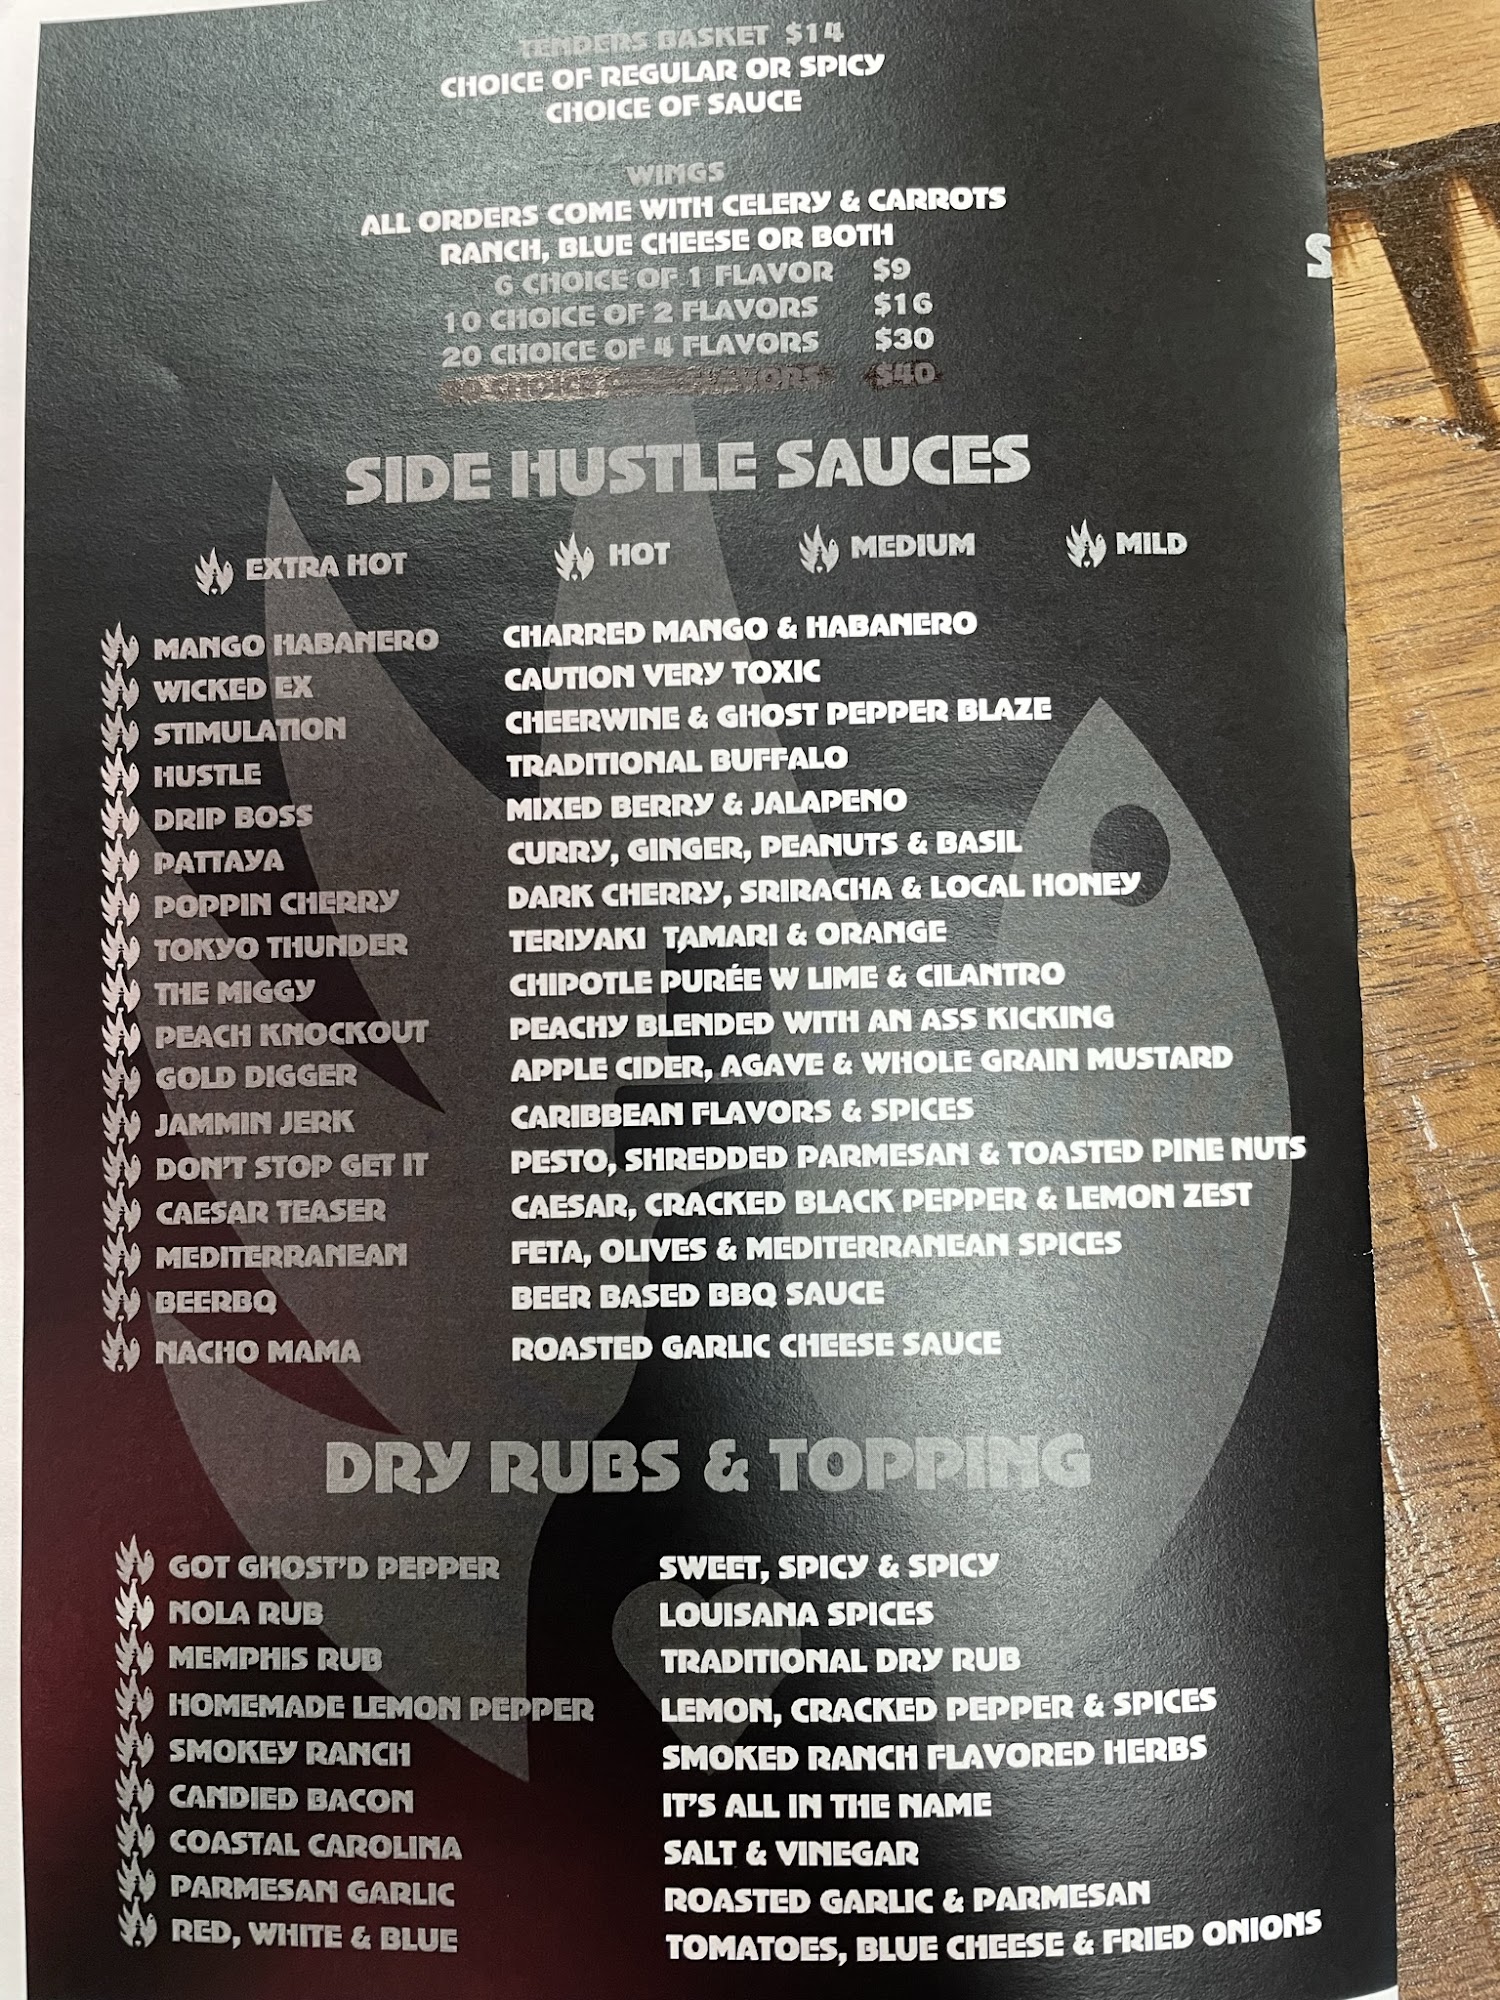 TENDERS BASKET $14
CHOICE OF REGULAR OR SPICY
CHOICE OF SAUCE
WINGS
ALL ORDERS COME WITH CELERY & CARROTS
RANCH, BLUE CHEESE OR BOTH
6 CHOICE OF 1 FLAVOR $9
10 CHOICE OF 2 FLAVORS $16
20 CHOICE OF 4 FLAVORS $30
CHOICE FLAVORS $40
SIDE HUSTLE SAUCES
EXTRA HOT HOT MEDIUM MILD
MANGO HABANERO CHARRED MANGO & HABANERO
WICKED EX CAUTION VERY TOXIC
STIMULATION CHEERWINE & GHOST PEPPER BLAZE
HUSTLE TRADITIONAL BUFFALO
DRIP BOSS MIXED BERRY & JALAPENO
PATTAYA CURRY, GINGER, PEANUTS & BASIL
POPPIN CHERRY DARK CHERRY, SRIRACHA & LOCAL HONEY
TOKYO THUNDER TERIYAKI TAMARI & ORANGE
THE MIGGY CHIPOTLE PURÉE W LIME & CILANTRO
PEACH KNOCKOUT PEACHY BLENDED WITH AN ASS KICKING
GOLD DIGGER APPLE CIDER, AGAVE & WHOLE GRAIN MUSTARD
JAMMIN JERK CARIBBEAN FLAVORS & SPICES
DON'T STOP GET IT PESTO, SHREDDED PARMESAN & TOASTED PINE NUTS
CAESAR TEASER CAESAR, CRACKED BLACK PEPPER & LEMON ZEST
MEDITERRANEAN FETA, OLIVES & MEDITERRANEAN SPICES
BEERBQ BEER BASED BBQ SAUCE
NACHO MAMA ROASTED GARLIC CHEESE SAUCE
DRY RUBS & TOPPING
GOT GHOST'D PEPPER SWEET, SPICY & SPICY
NOLA RUB LOUISANA SPICES
MEMPHIS RUB TRADITIONAL DRY RUB
HOMEMADE LEMON PEPPER LEMON, CRACKED PEPPER & SPICES
SMOKEY RANCH SMOKED RANCH FLAVORED HERBS
CANDIED BACON IT'S ALL IN THE NAME
COASTAL CAROLINA SALT & VINEGAR
PARMESAN GARLIC ROASTED GARLIC & PARMESAN
RED, WHITE & BLUE TOMATOES, BLUE CHEESE & FRIED ONIONS